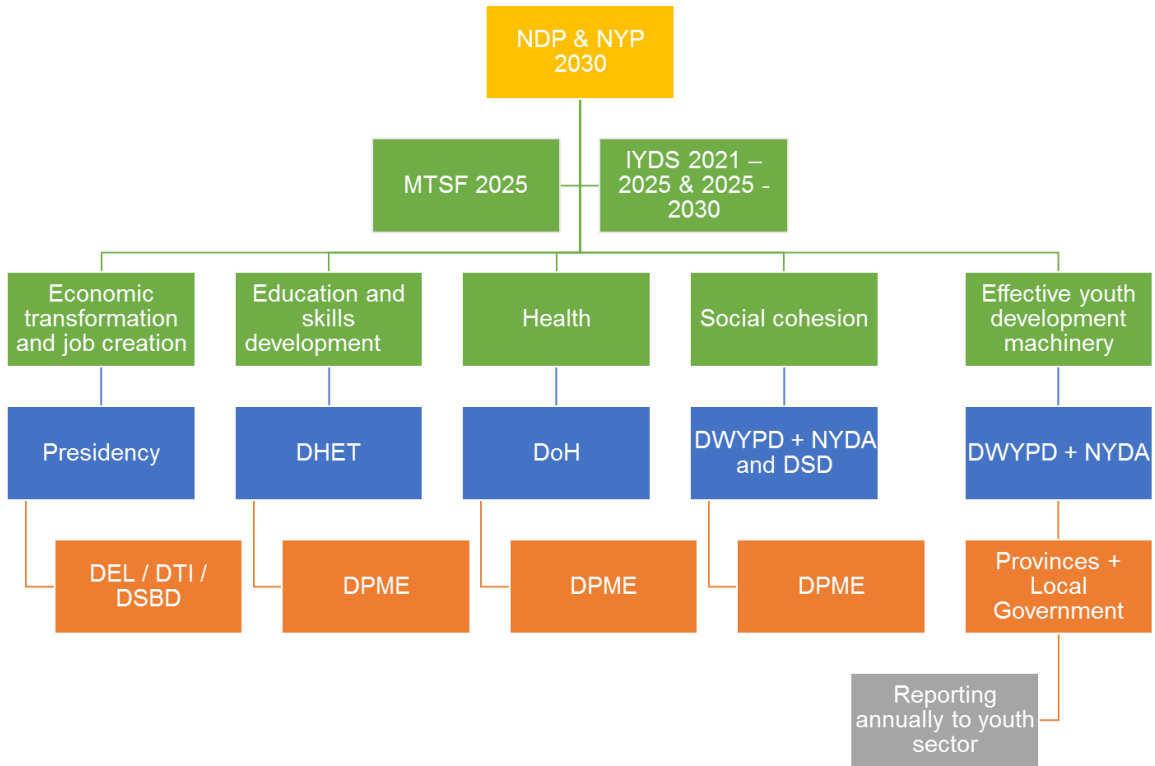 NDP & NYP
2030
MTSF 2025
IYDS 2021 –
2025 & 2025 -
2030
Economic
transformation
and job creation
Education and
skills
development
Health
Social cohesion
Effective youth
development
machinery
Presidency
DHET
DoH
DWYPD + NYDA
and DSD
DWYPD + NYDA
DEL / DTI /
DSBD
DPME
DPME
DPME
Provinces +
Local
Government
Reporting
annually to youth
sector